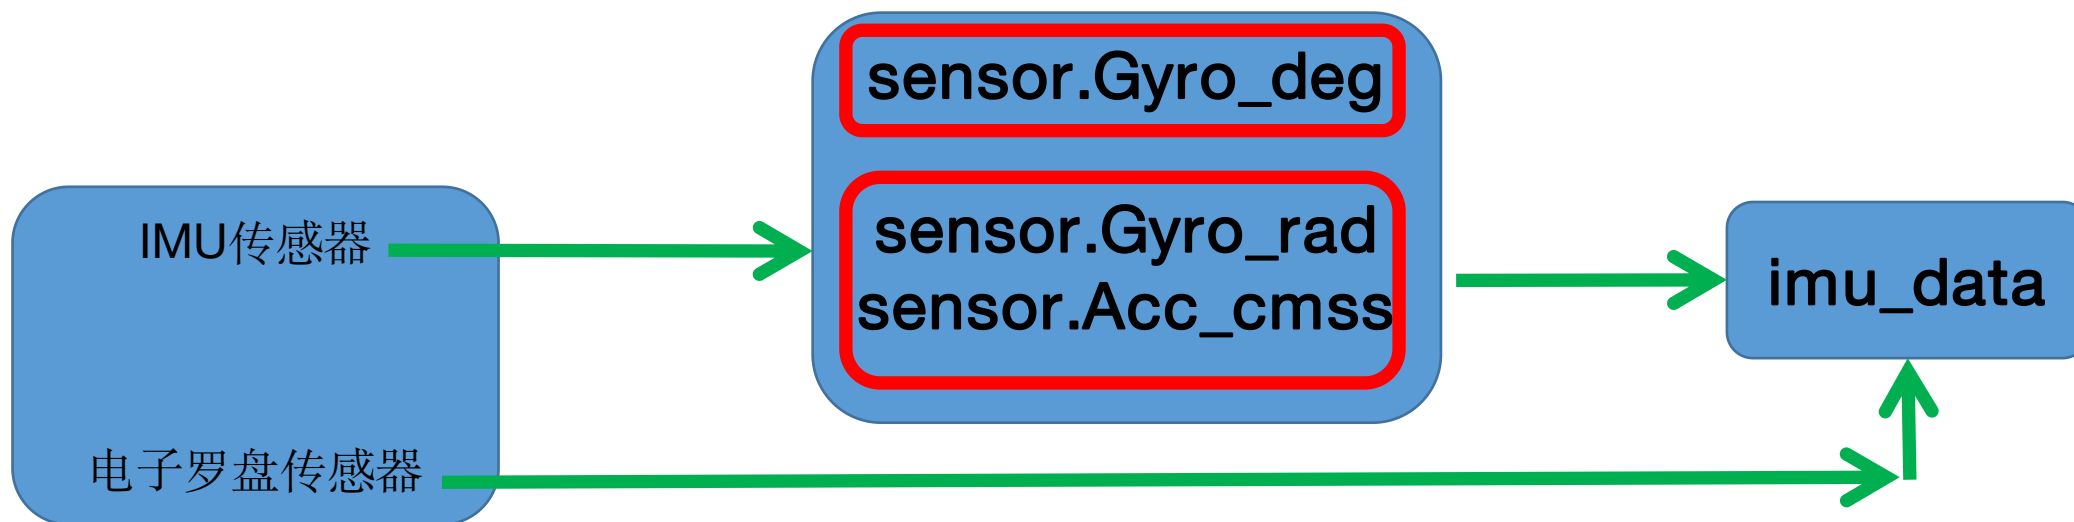 sensor.Gyro_deg
sensor.Gyro_rad
sensor.Acc_cmss
IMU传感器
电子罗盘传感器
imu_data